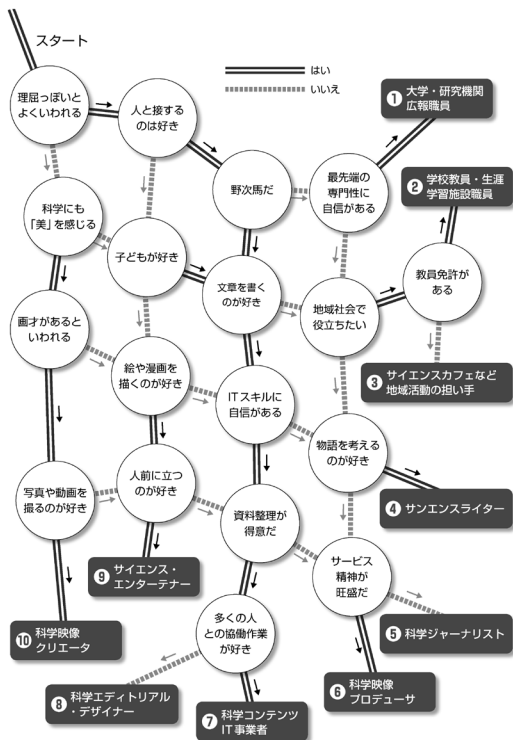 スタート
はい
いいえ
理屈っぽいと
よくいわれる
人と接する
のは好き
❶ 大学・研究機関
広報職員
野次馬だ
最先端の
専門性に
自信がある
❷ 学校教員・生涯
学習施設職員
科学にも
「美」を感じる
子どもが好き
文章を書く
のが好き
地域社会で
役立ちたい
教員免許が
ある
画才があると
いわれる
絵や漫画を
描くのが好き
ITスキルに
自信がある
❸ サイエンスカフェなど
地域活動の担い手
物語を考える
のが好き
写真や動画を
撮るのが好き
人前に立つ
のが好き
資料整理が
得意だ
❹ サンエンスライター
サービス
精神が
旺盛だ
❾ サイエンス・
エンターテナー
❿ 科学映像
クリエータ
多くの人
との協働作業
が好き
❺ 科学ジャーナリスト
❽ 科学エディトリアル
・デザイナー
❼ 科学コンテンツ
IT事業者
❻ 科学映像
プロデューサ